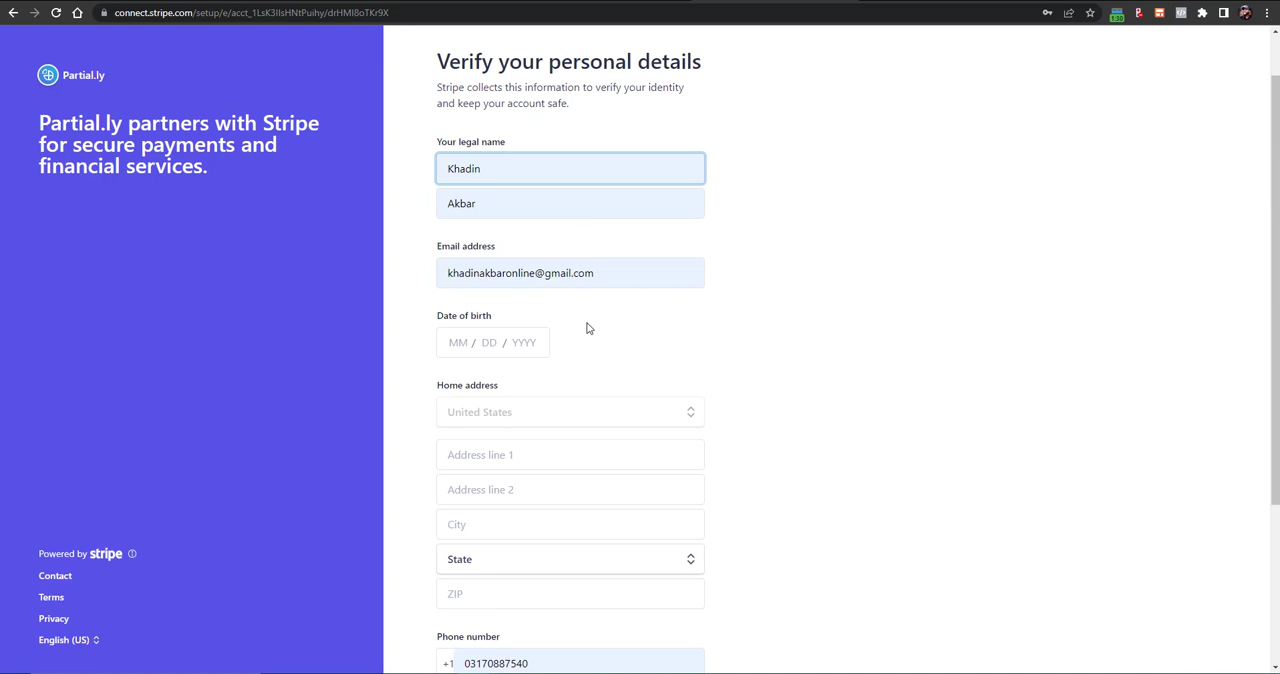 connect.stripe.com/setup/e/acct_1LsK3IlsHNtPuihy/drHMI8oTKr9X
1:30
Partial.ly
Partial.ly partners with Stripe
for secure payments and
financial services.
Powered by stripe
Contact
Terms
Privacy
English (US)
Verify your personal details
Stripe collects this information to verify your identity
and keep your account safe.
Your legal name
Khadin
Akbar
Email address
khadinakbaronline@gmail.com
Date of birth
MM / DD / YYYY
Home address
United States
Address line 1
Address line 2
City
State
ZIP
Phone number
+1 03170887540